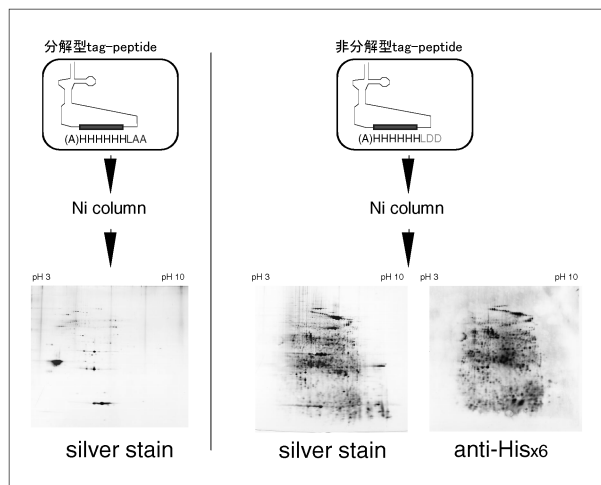 分解型tag-peptide
(A)HHHHHHLAA
Ni column
pH 3
pH 10
silver stain
非分解型tag-peptide
(A)HHHHHHLDD
Ni column
pH 3
pH 10
silver stain
pH 3
pH 10
anti-Hisx6